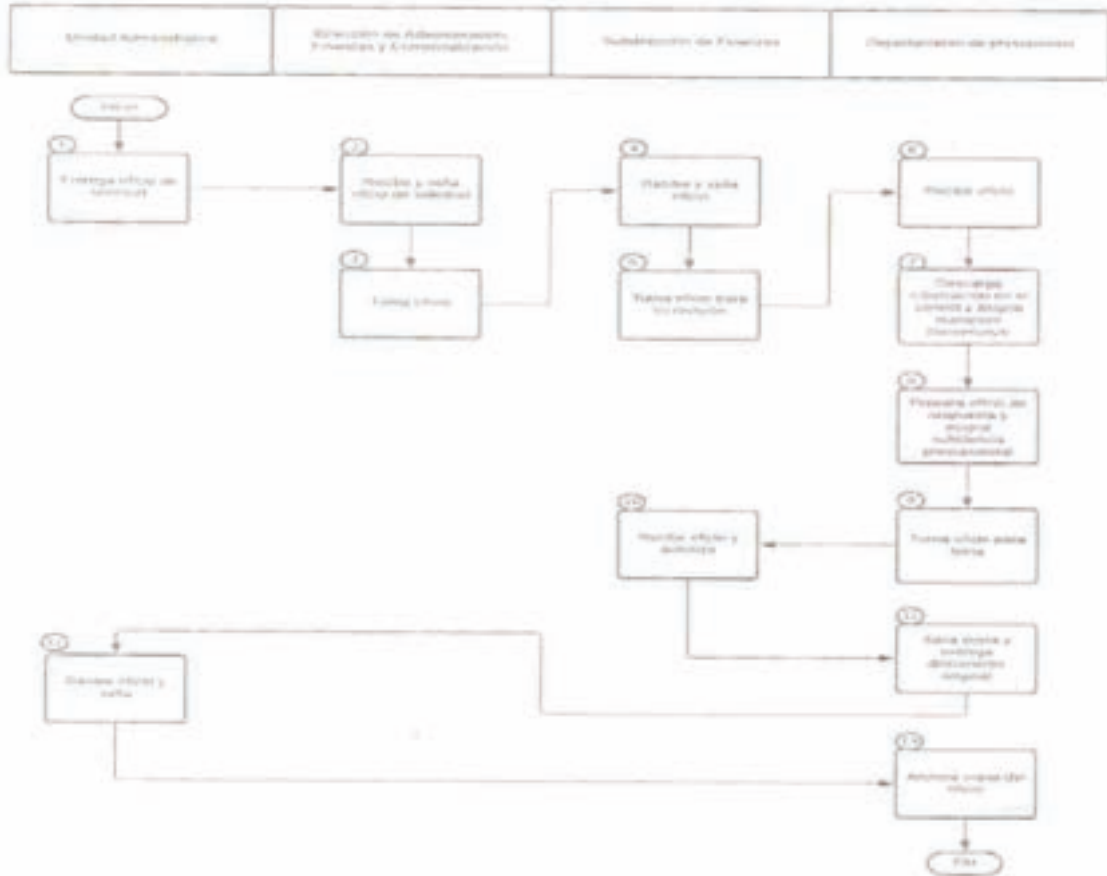 Unidad Administrativa
Dirección de Administración,
Finanzas y Comercialización
Subdirección de Finanzas
Departamento de presupuesto
Inicio
1
Entrega oficio de
solicitud
2
Recibe y sella
oficio de solicitud
3
Turna oficio
4
Recibe y sella
oficio
5
Turna oficio para
su revisión
6
Recibe oficio
7
Descarga
información en el
control y asigna
número
8
Prepara oficio de
respuesta y
asigna
suficiencia
presupuestal
9
Turna oficio para
firma
10
Recibe oficio y
autoriza
11
Saca copia y
entrega
documento
original
12
Recibe oficio y
sella
13
Archiva copia del
oficio
Fin